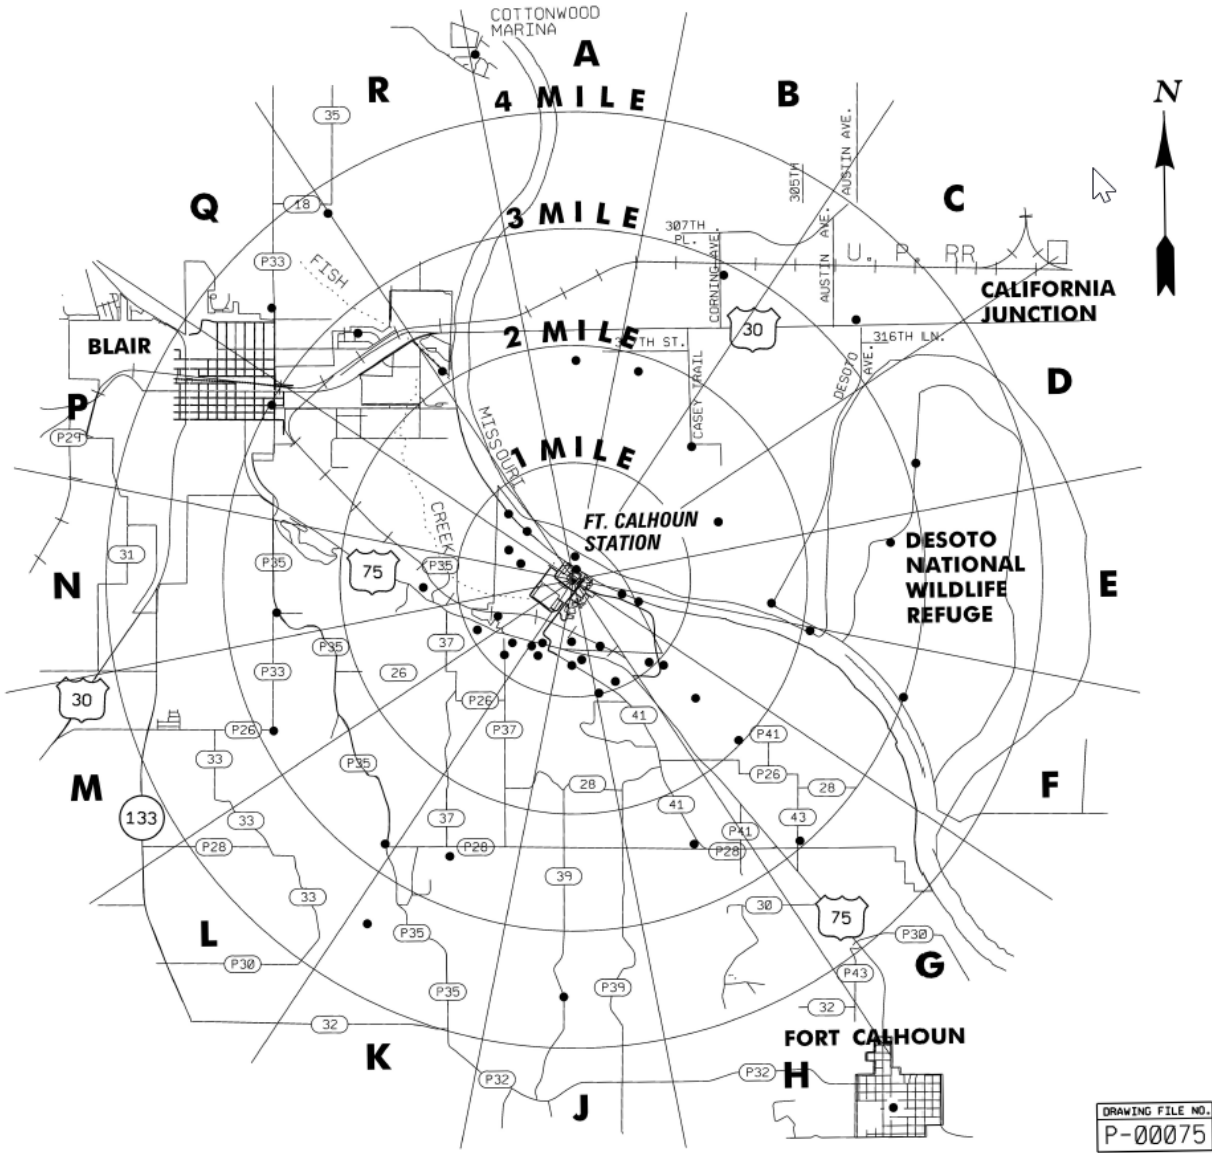 COTTONWOOD
MARINA
A
R
B
4 MILE
N
35
305TH
AUSTIN AVE.
Q
18
3 MILE
C
307TH
PL.
CORNING AVE.
AUSTIN AVE.
U. P. RR
P33
FISH
CALIFORNIA
JUNCTION
BLAIR
2 MILE
30
316TH LN.
DESOTO
AVE.
CASEY TRAIL
D
P
P29
MISSOURI
1 MILE
CREEK
FT. CALHOUN
STATION
31
P35
75
P35
DESOTO
NATIONAL
WILDLIFE
REFUGE
N
E
P35
37
30
P33
26
P26
41
P37
P26
P41
33
P35
P26
M
28
28
F
133
33
37
41
P41
43
P28
P28
P28
39
33
30
75
L
P35
P30
P30
G
P43
P35
P39
32
32
K
FORT CALHOUN
P32
P32
H
J
DRAWING FILE NO.
P-00075